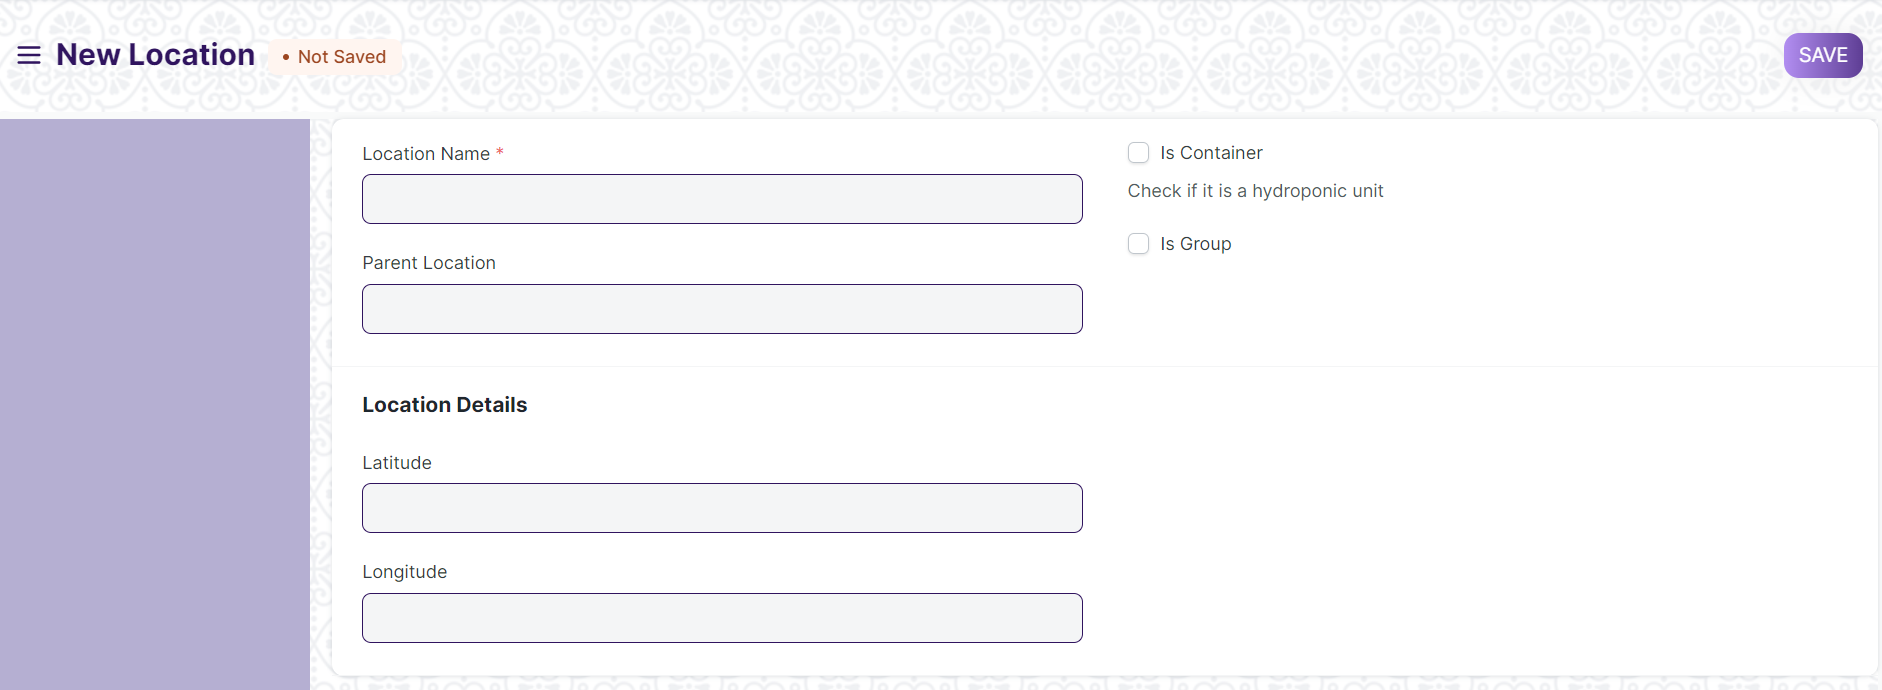 New Location
• Not Saved
SAVE
Location Name *
Parent Location
Is Container
Check if it is a hydroponic unit
Is Group
Location Details
Latitude
Longitude